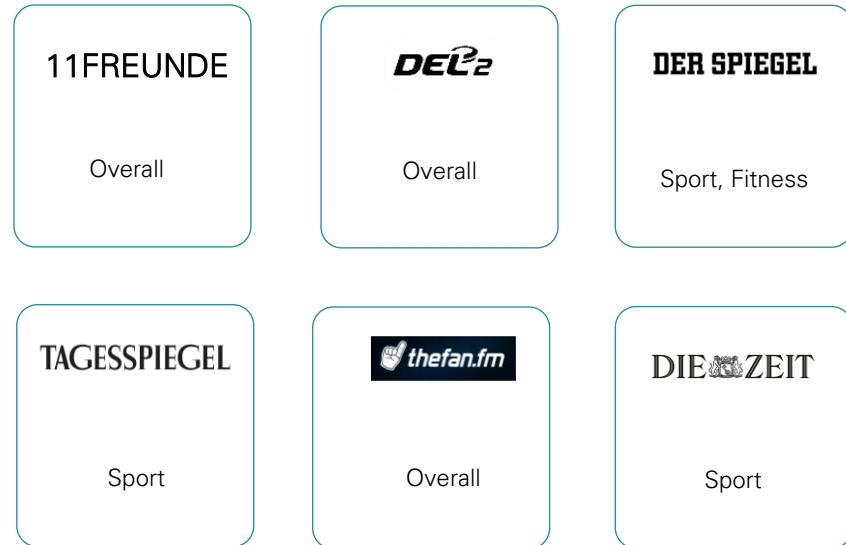 11FREUNDE
Overall
DEL2
Overall
DER SPIEGEL
Sport, Fitness
TAGESSPIEGEL
Sport
thefan.fm
Overall
DIE ZEIT
Sport